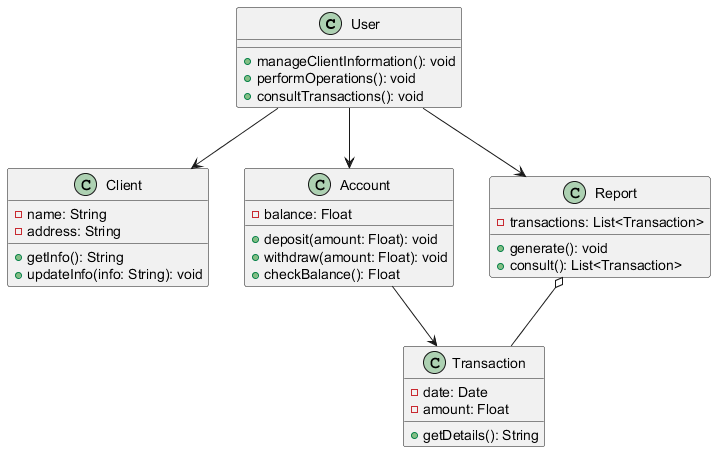 C User
manageClientInformation(): void
performOperations(): void
consultTransactions(): void
C Client
name: String
address: String
getInfo(): String
updateInfo(info: String): void
C Account
balance: Float
deposit(amount: Float): void
withdraw(amount: Float): void
checkBalance(): Float
C Report
transactions: List<Transaction>
generate(): void
consult(): List<Transaction>
C Transaction
date: Date
amount: Float
getDetails(): String